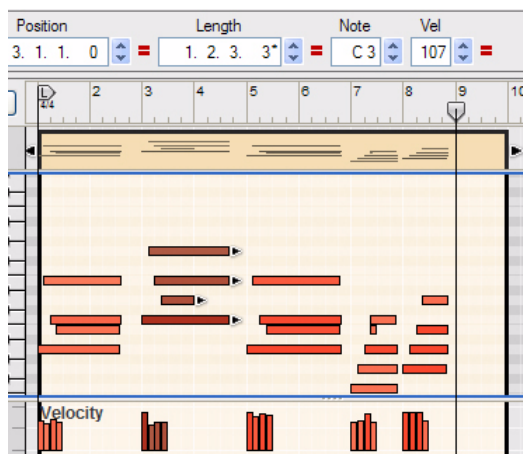 Position Length Note Vel
3. 1. 1. 0 = 1. 2. 3. 3* = C 3 107 =
L 2 3 4 5 6 7 8 9 10
4/4
Velocity